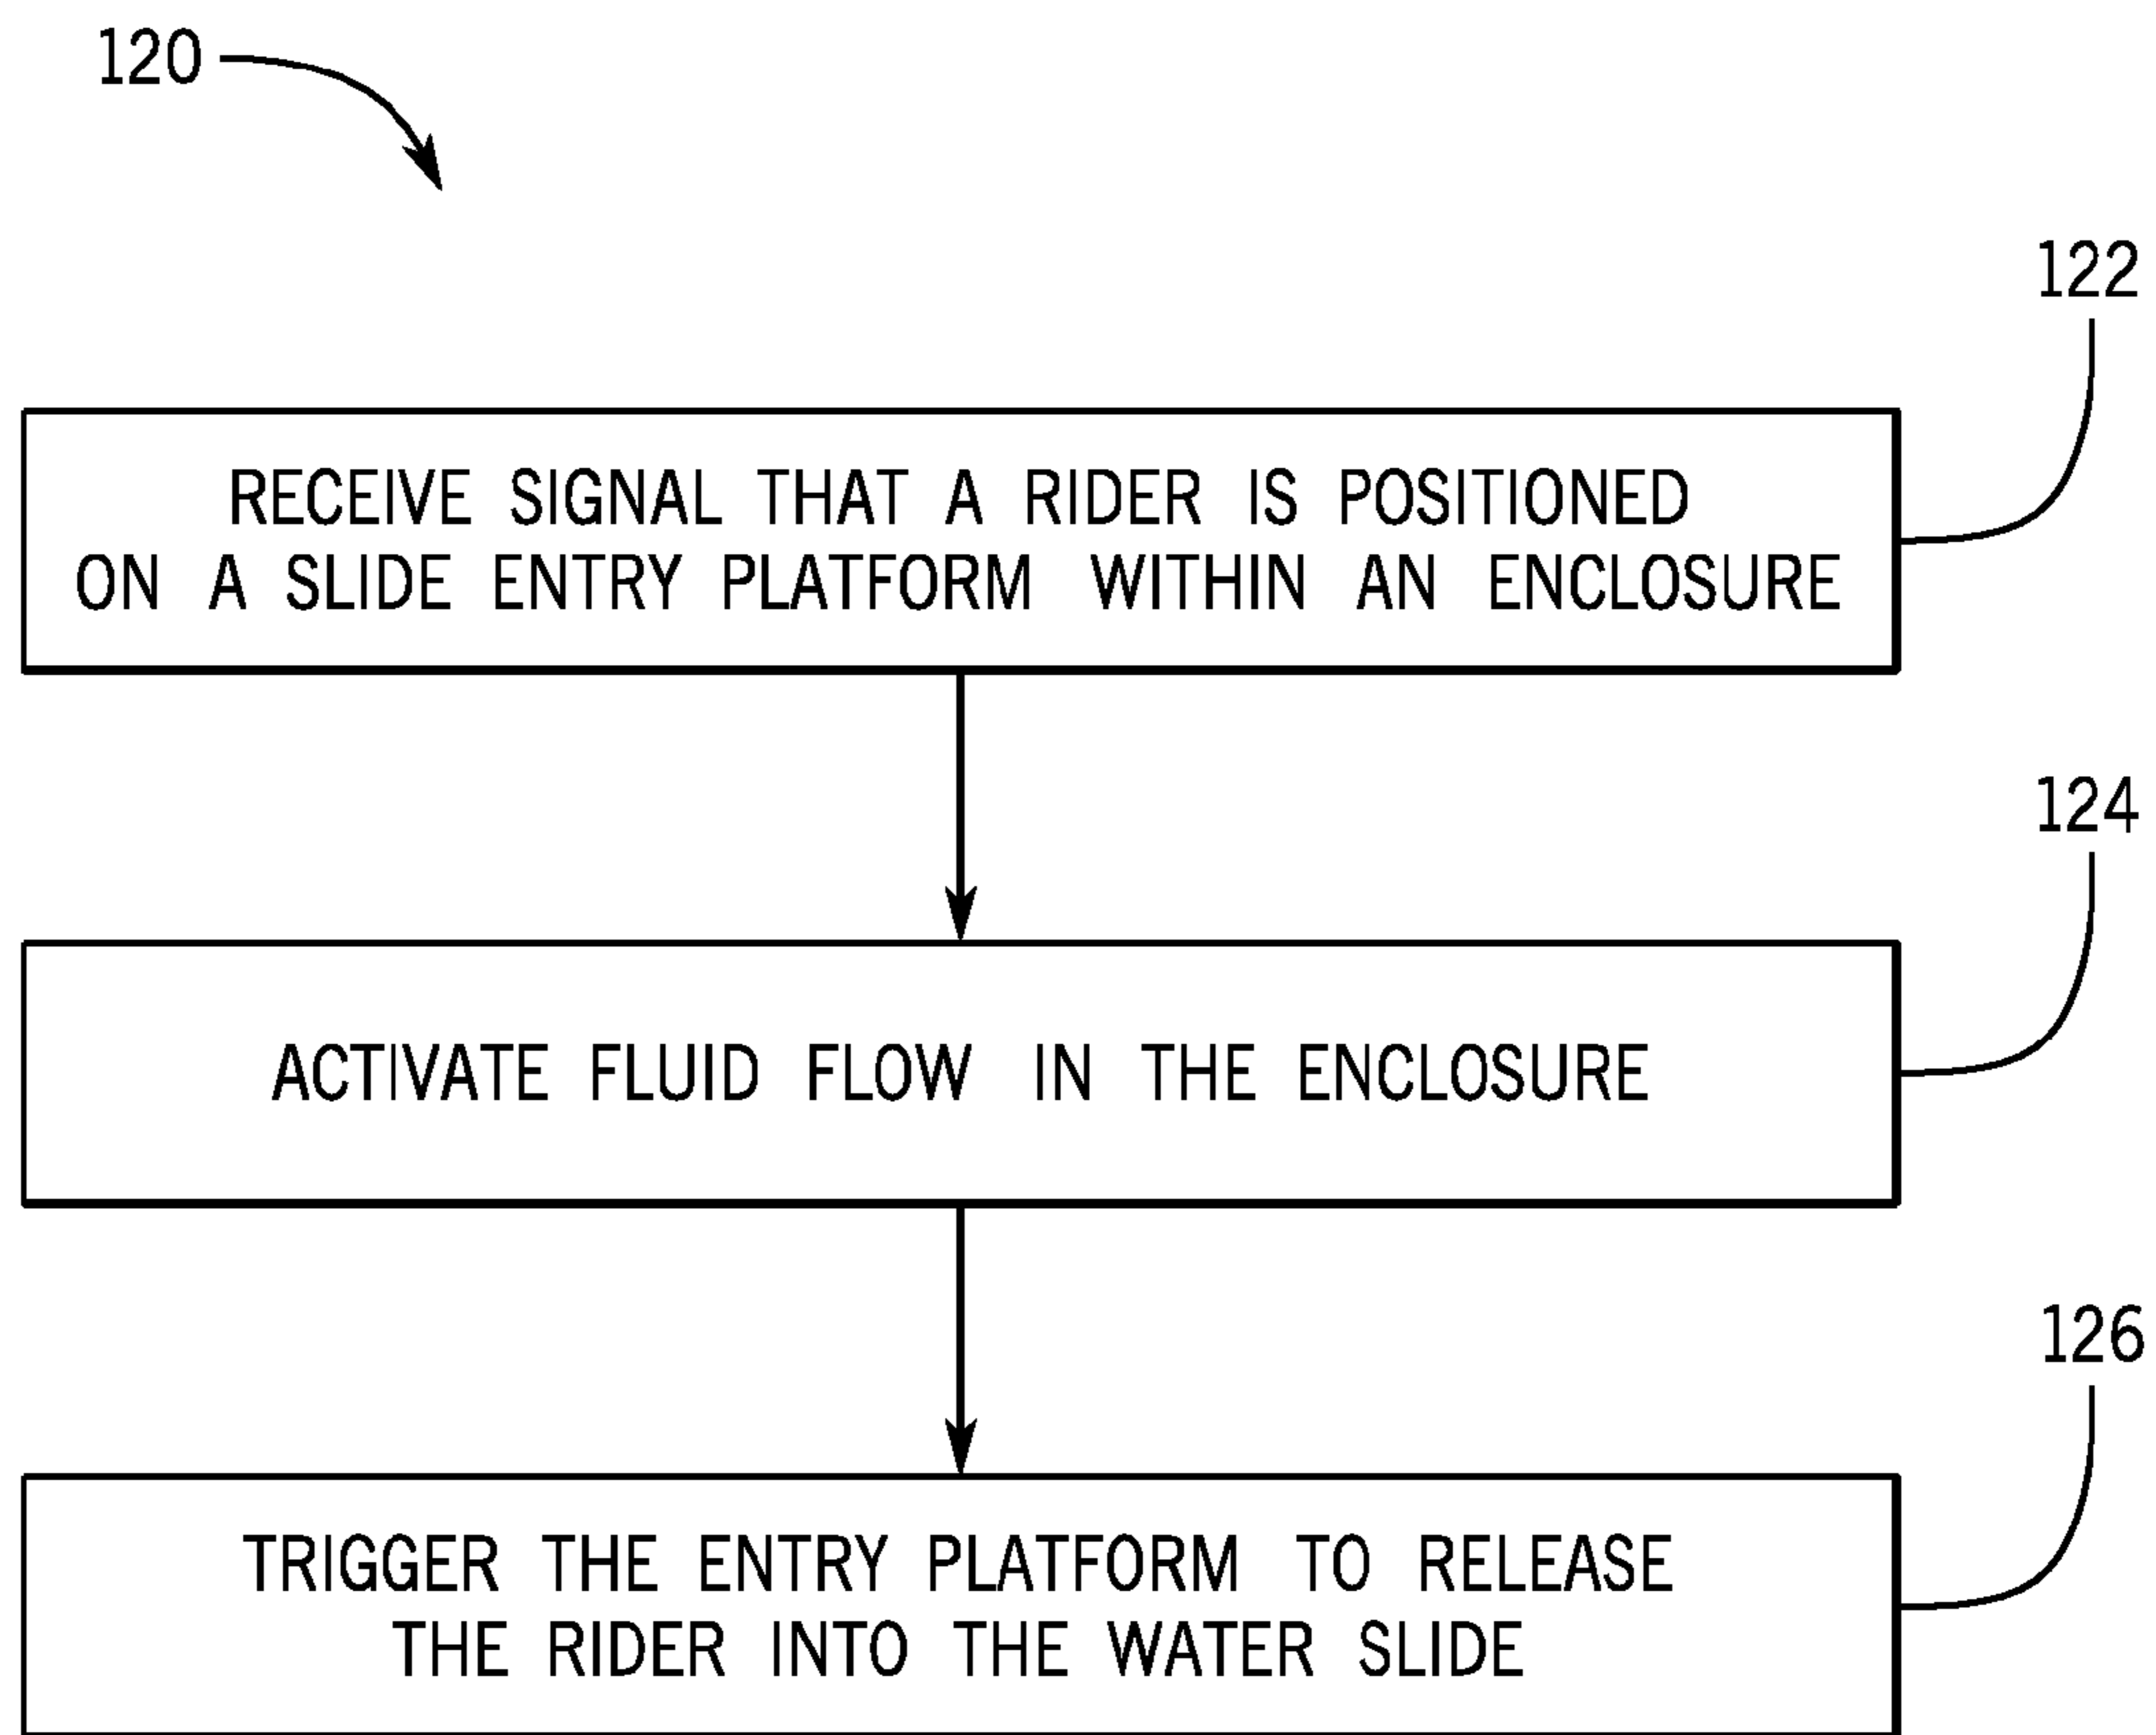 120
122
RECEIVE SIGNAL THAT A RIDER IS POSITIONED
ON A SLIDE ENTRY PLATFORM WITHIN AN ENCLOSURE
124
ACTIVATE FLUID FLOW IN THE ENCLOSURE
126
TRIGGER THE ENTRY PLATFORM TO RELEASE
THE RIDER INTO THE WATER SLIDE